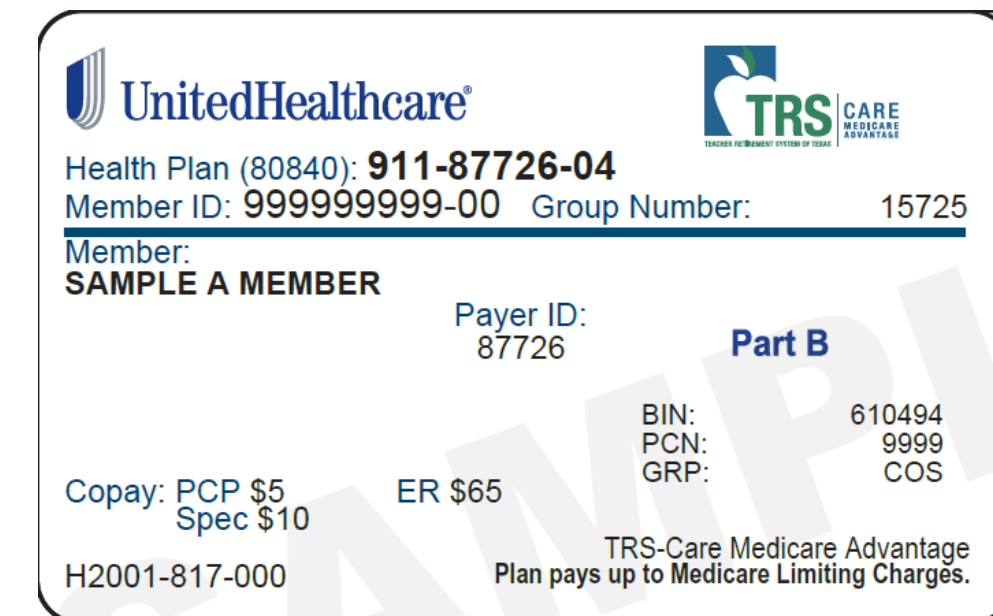 UnitedHealthcare®
TRS CARE
MEDICARE
ADVANTAGE
TEACHER RETIREMENT SYSTEM OF TEXAS
Health Plan (80840): 911-87726-04
Member ID: 999999999-00 Group Number: 15725
Member:
SAMPLE A MEMBER
Payer ID:
87726
Part B
BIN: 610494
PCN: 9999
GRP: COS
Copay: PCP $5 ER $65
Spec $10
TRS-Care Medicare Advantage
H2001-817-000 Plan pays up to Medicare Limiting Charges.
SAMPL